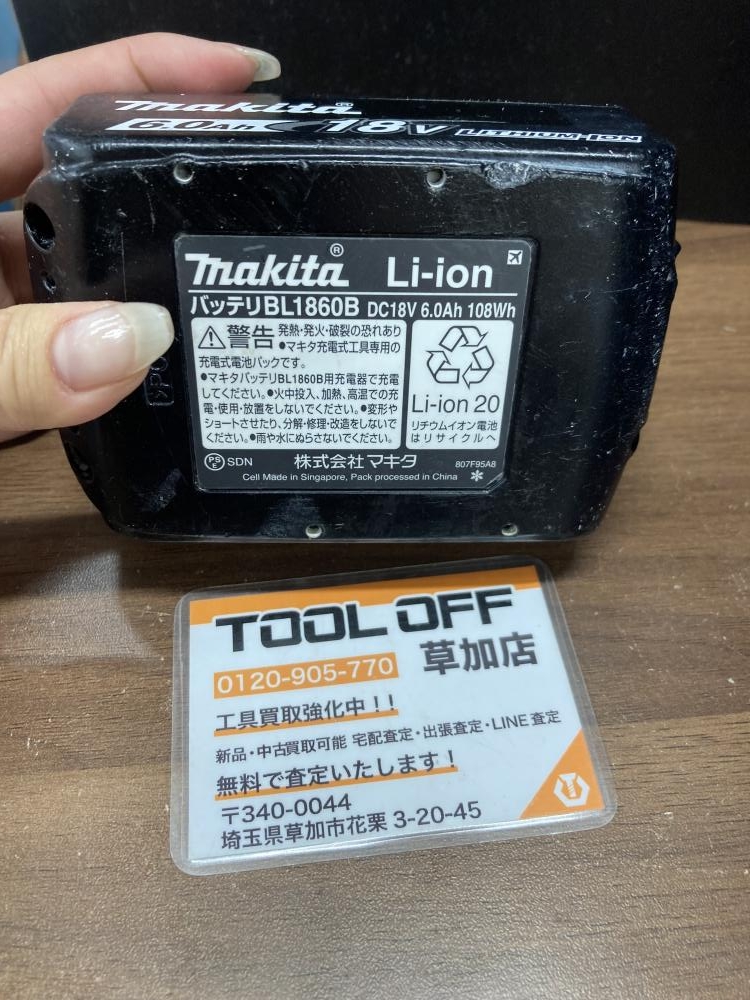 makita
6.0Ah 18V LITHIUM-ION
makita® Li-ion
バッテリBL1860B DC18V 6.0Ah 108Wh
警告 発熱・発火・破裂の恐れあり
●マキタ充電式工具専用の
充電式電池パックです。
●マキタバッテリBL1860B用充電器で充電
してください。●火中投入、加熱、高温での充
電・使用・放置をしないでください。●変形や
ショートさせたり、分解・修理・改造をしないで
ください。●雨や水にぬらさないでください。
Li-ion 20
リチウムイオン電池
はリサイクルへ
PSE SDN 株式会社マキタ 807F95A8
Cell Made in Singapore, Pack processed in China ✻
TOOL OFF
0120-905-770 草加店
工具買取強化中!!
新品・中古買取可能 宅配査定・出張査定・LINE査定
無料で査定いたします!
〒340-0044
埼玉県草加市花栗 3-20-45